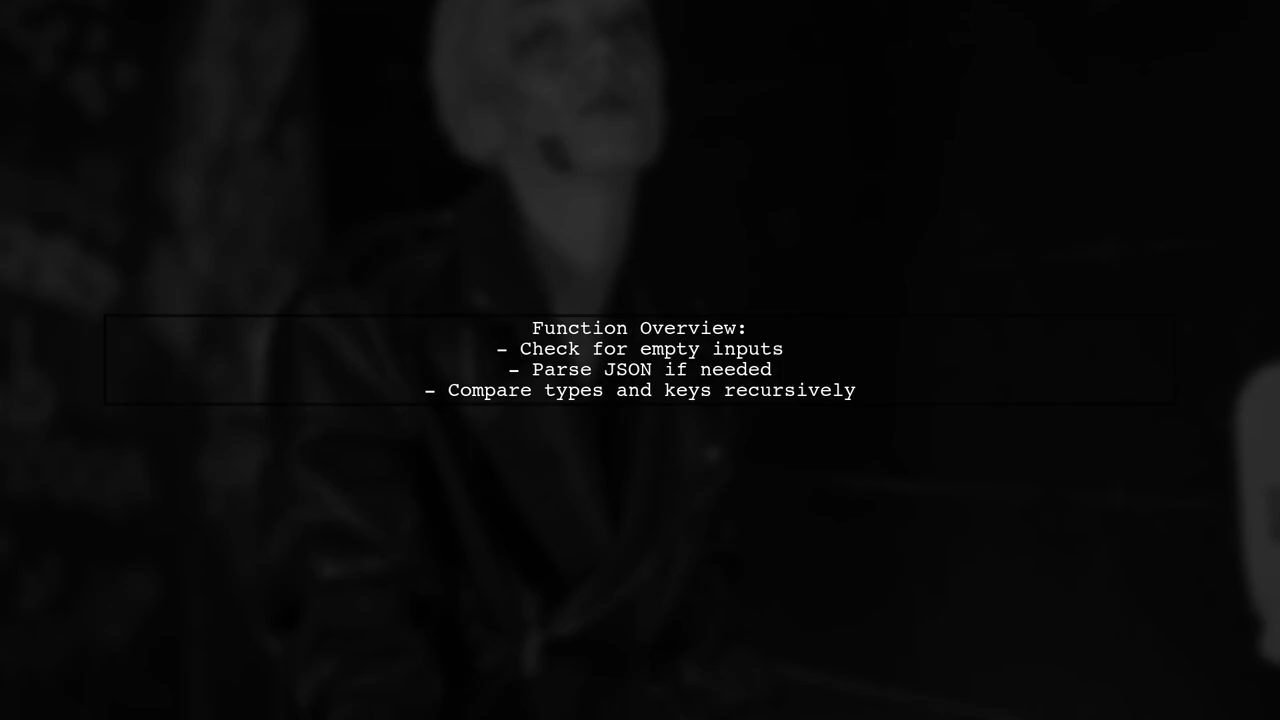 Function Overview:
- Check for empty inputs
- Parse JSON if needed
- Compare types and keys recursively